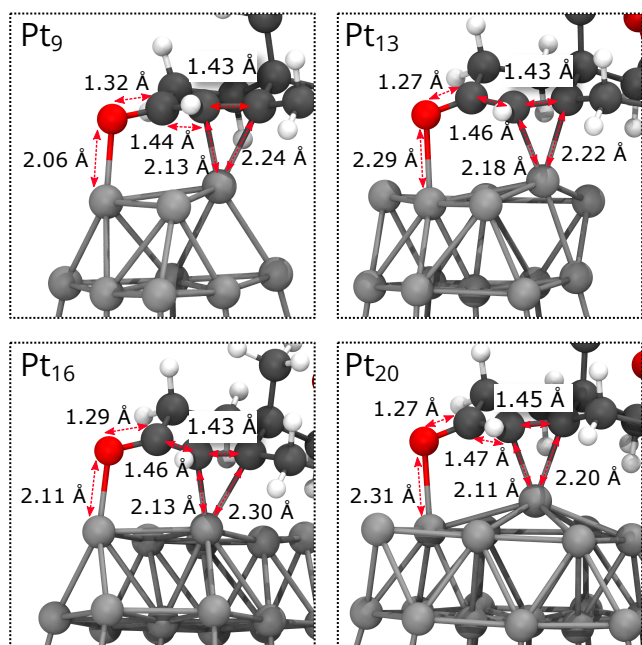 Pt₉
1.43 Å
1.32 Å
1.44 Å
2.06 Å
2.13 Å
2.24 Å
Pt₁₃
1.27 Å
1.43 Å
1.46 Å
2.29 Å
2.18 Å
2.22 Å
Pt₁₆
1.29 Å
1.43 Å
1.46 Å
2.11 Å
2.13 Å
2.30 Å
Pt₂₀
1.27 Å
1.45 Å
1.47 Å
2.31 Å
2.11 Å
2.20 Å